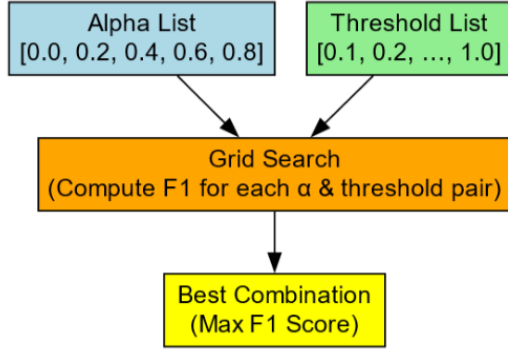 Alpha List
[0.0, 0.2, 0.4, 0.6, 0.8]
Threshold List
[0.1, 0.2, ..., 1.0]
Grid Search
(Compute F1 for each α & threshold pair)
Best Combination
(Max F1 Score)